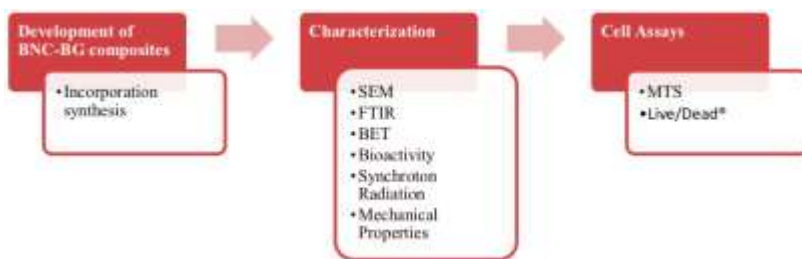 Development of
BNC-BG composites
•Incorporation
synthesis
Characterization
•SEM
•FTIR
•BET
•Bioactivity
•Synchroton
Radiation
•Mechanical
Properties
Cell Assays
•MTS
•Live/Dead®